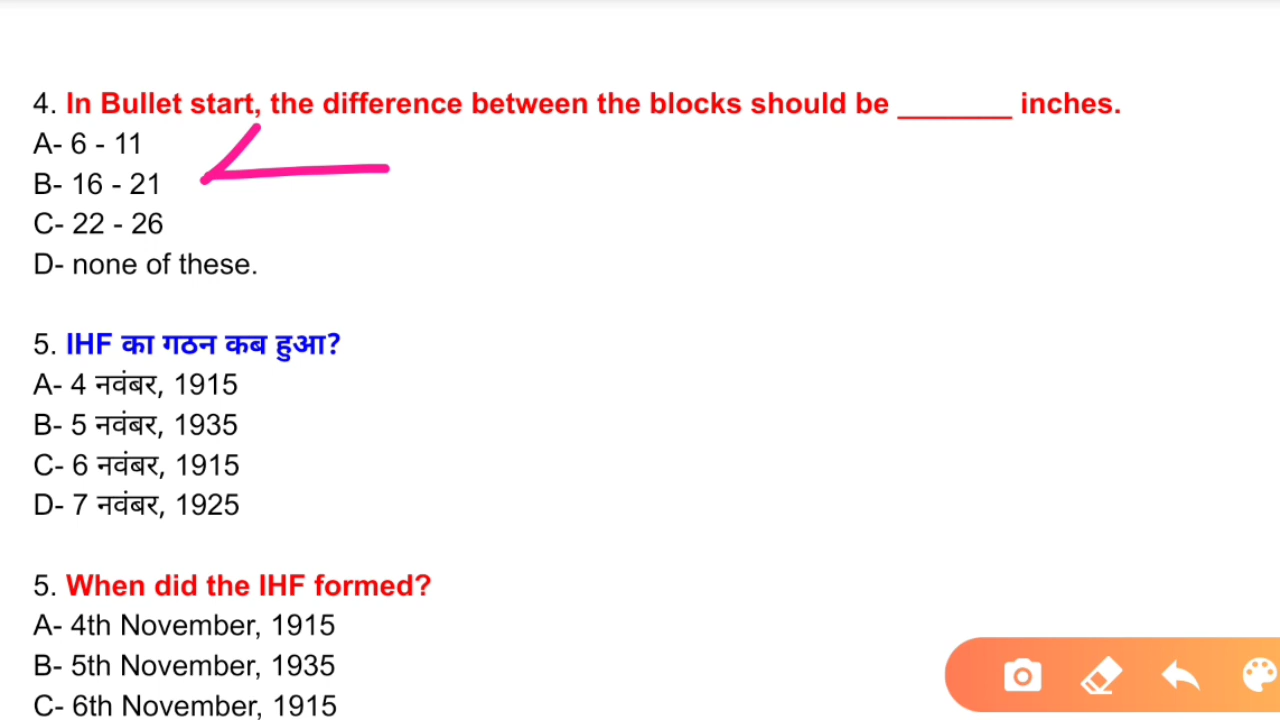 4. In Bullet start, the difference between the blocks should be _______ inches.
A- 6 - 11
B- 16 - 21
C- 22 - 26
D- none of these.
5. IHF का गठन कब हुआ?
A- 4 नवंबर, 1915
B- 5 नवंबर, 1935
C- 6 नवंबर, 1915
D- 7 नवंबर, 1925
5. When did the IHF formed?
A- 4th November, 1915
B- 5th November, 1935
C- 6th November, 1915